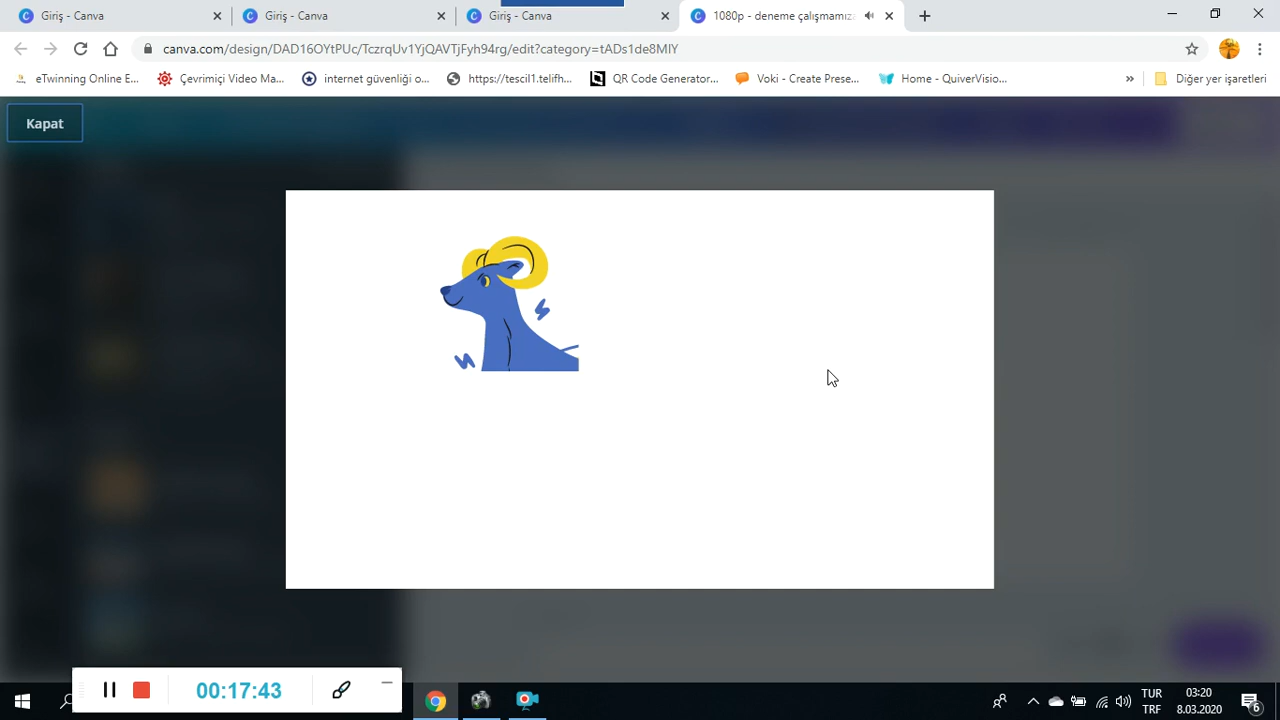 Giriş - Canva
Giriş - Canva
Giriş - Canva
1080p - deneme çalışmamız
canva.com/design/DAD16OYtPUc/TczrqUv1YjQAVTjFyh94rg/edit?category=tADs1de8MIY
eTwinning Online E...
Çevrimiçi Video Ma...
internet güvenliği o...
https://tescil1.telifh...
QR Code Generator...
Voki - Create Prese...
Home - QuiverVisio...
»
Diğer yer işaretleri
Kapat
00:17:43
TUR
TRF
03:20
8.03.2020
6